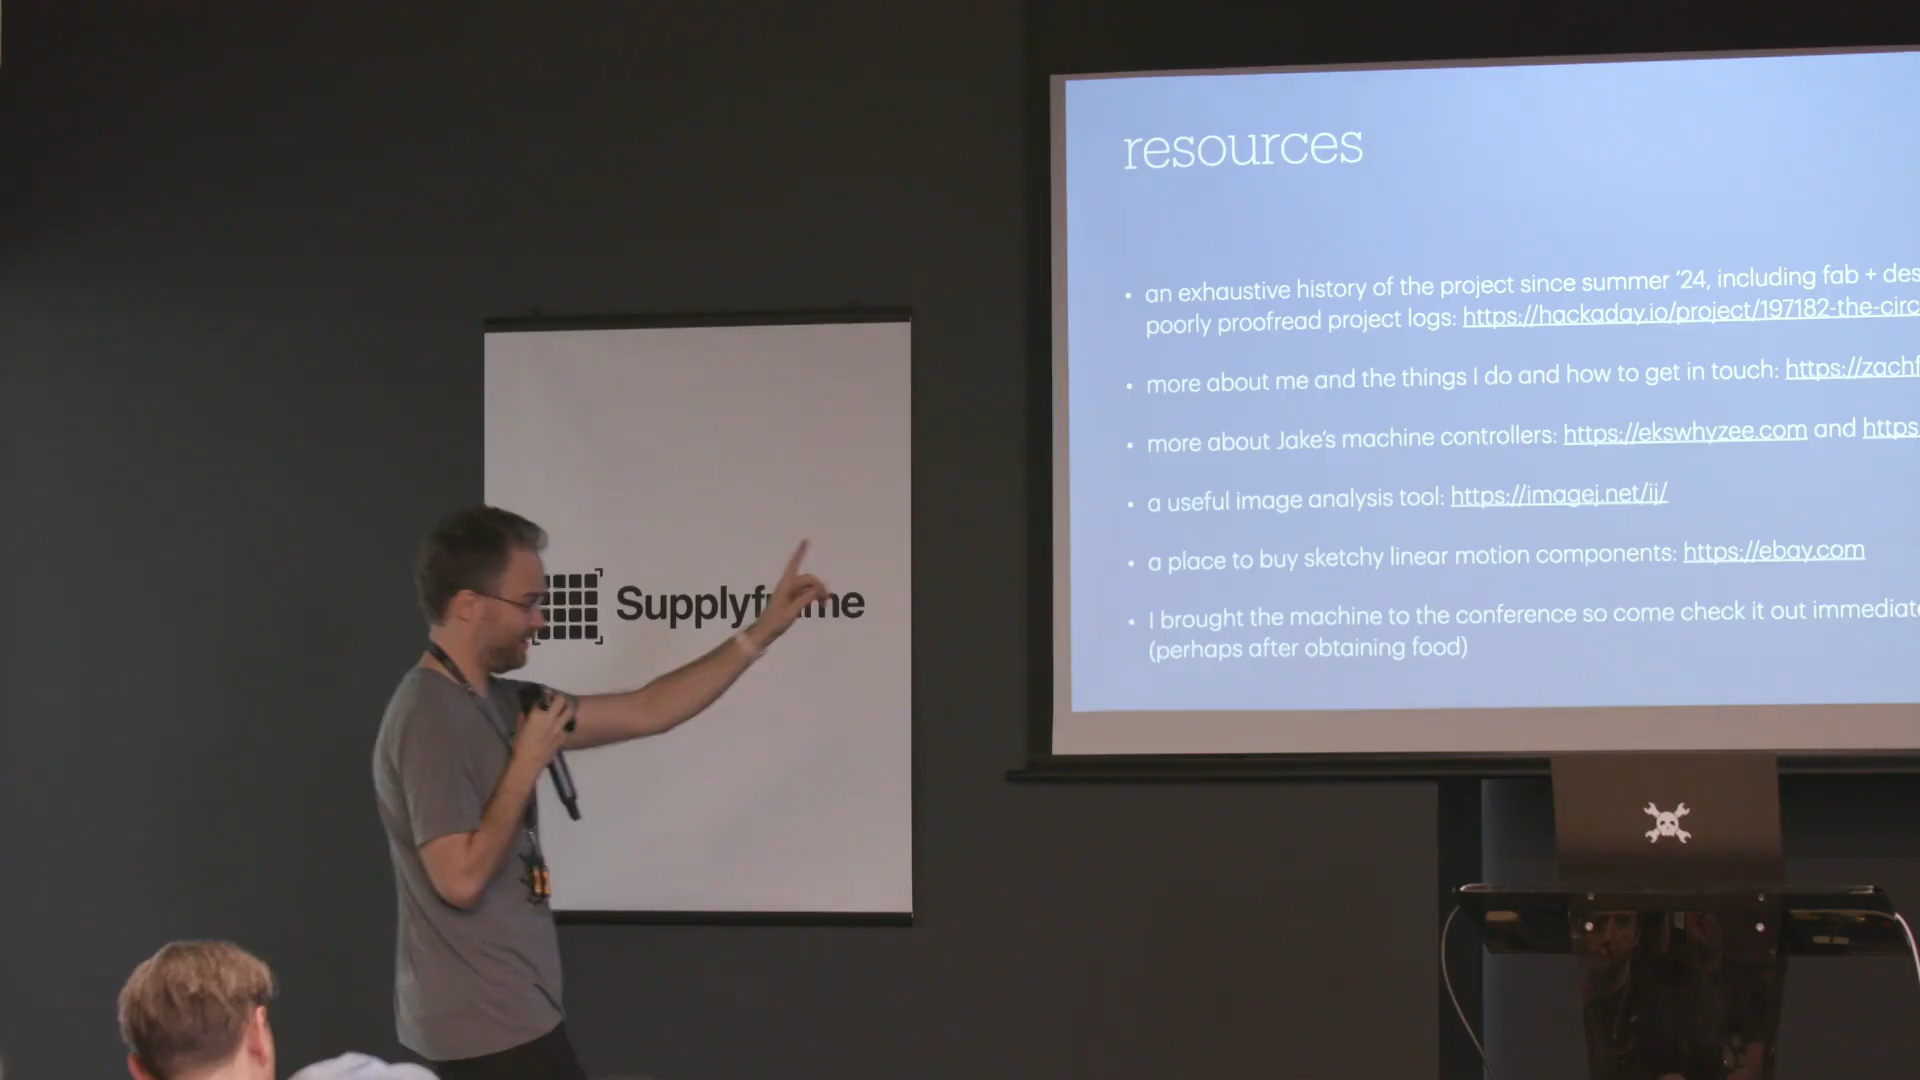 resources
• an exhaustive history of the project since summer ’24, including fab + des
poorly proofread project logs: https://hackaday.io/project/197182-the-circ
• more about me and the things I do and how to get in touch: https://zachf
• more about Jake’s machine controllers: https://ekswhyzee.com and https
• a useful image analysis tool: https://imagej.net/ij/
• a place to buy sketchy linear motion components: https://ebay.com
• I brought the machine to the conference so come check it out immediate
(perhaps after obtaining food)
Supplyframe